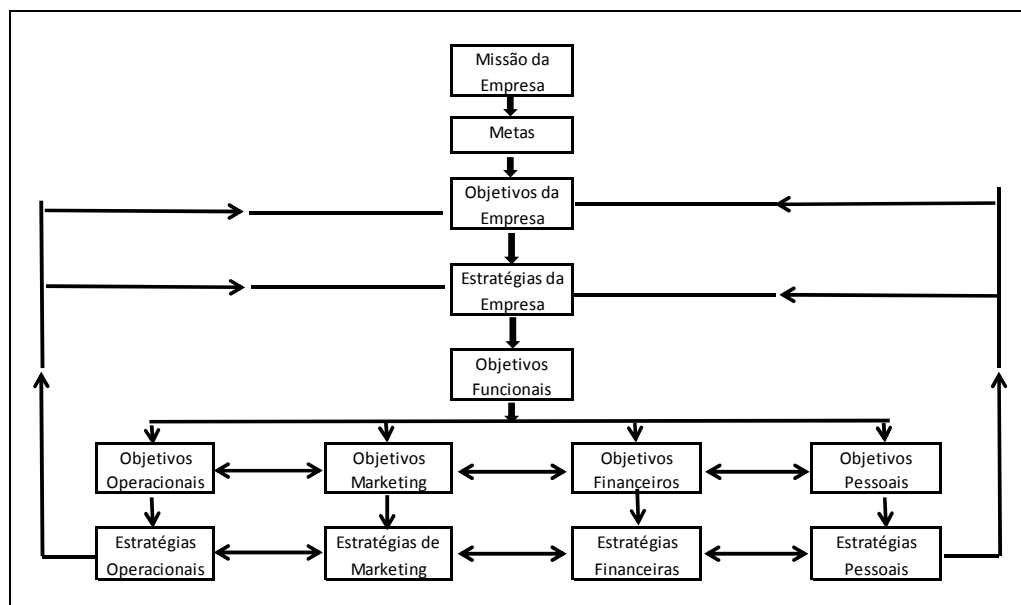 Missão da
Empresa
Metas
Objetivos da
Empresa
Estratégias da
Empresa
Objetivos
Funcionais
Objetivos
Operacionais
Objetivos
Marketing
Objetivos
Financeiros
Objetivos
Pessoais
Estratégias
Operacionais
Estratégias de
Marketing
Estratégias
Financeiras
Estratégias
Pessoais